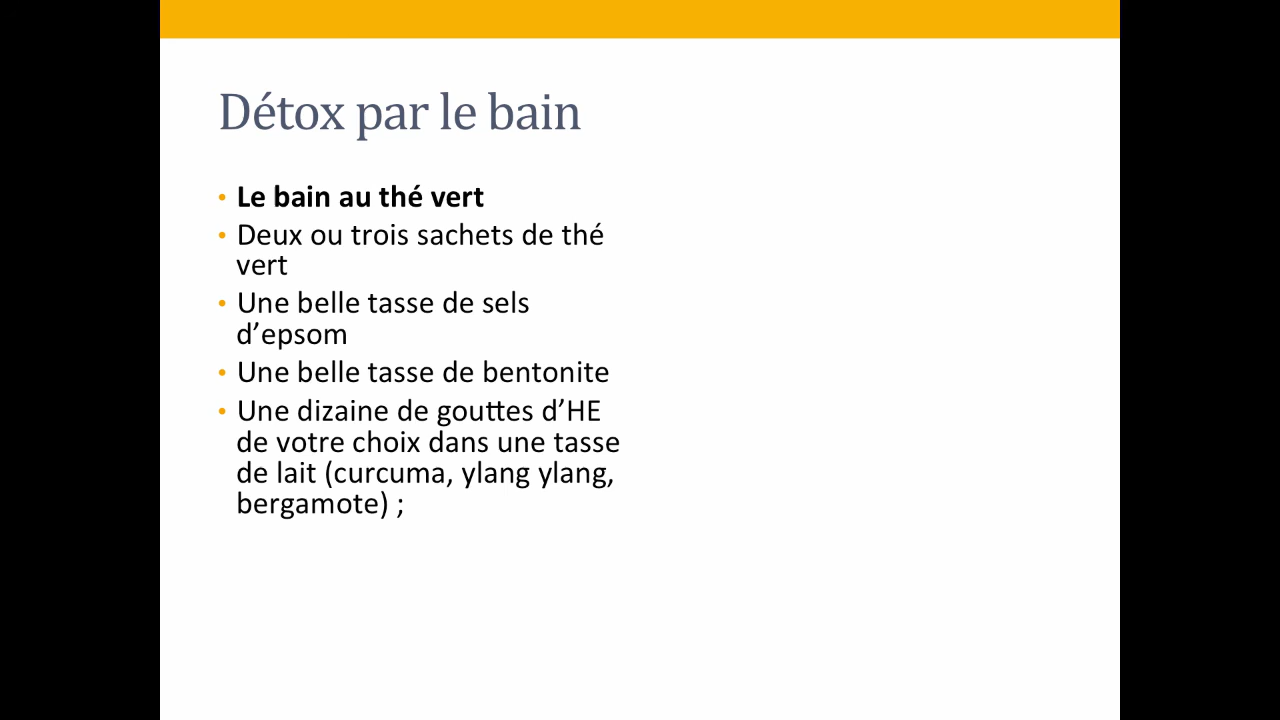 Détox par le bain
• Le bain au thé vert
• Deux ou trois sachets de thé
vert
• Une belle tasse de sels
d’epsom
• Une belle tasse de bentonite
• Une dizaine de gouttes d’HE
de votre choix dans une tasse
de lait (curcuma, ylang ylang,
bergamote) ;